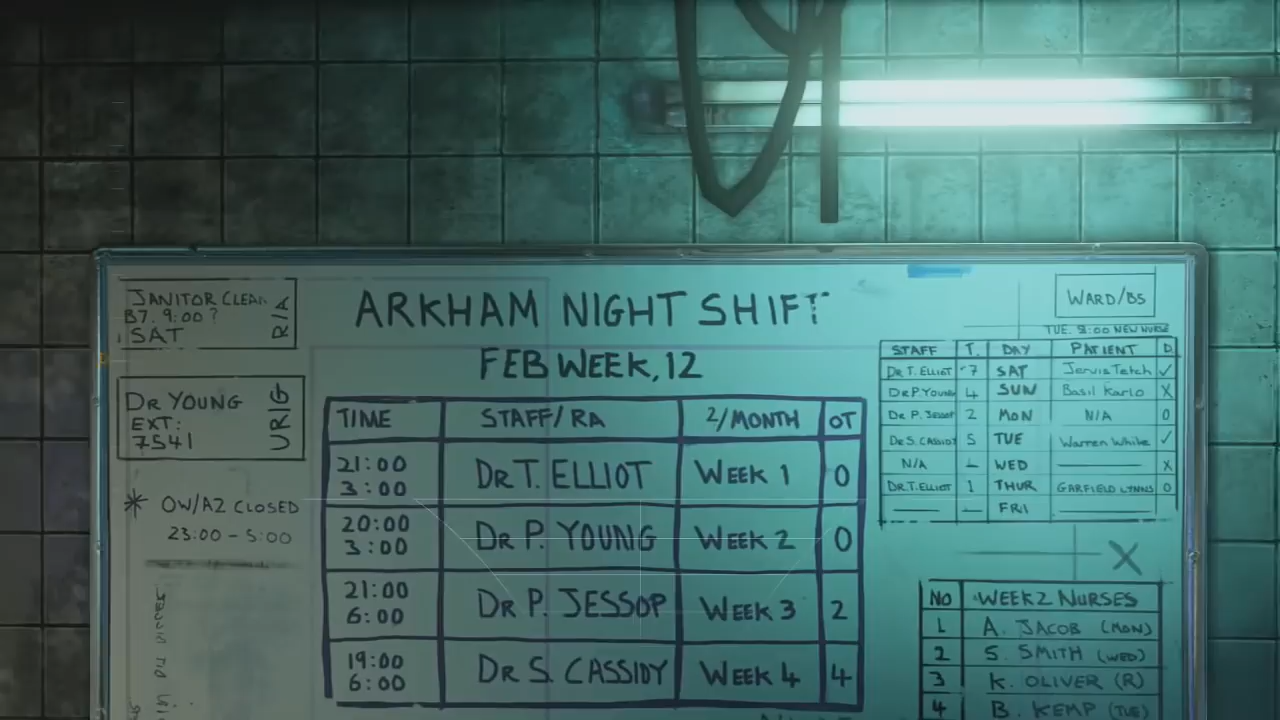 JANITOR CLEAN
B7. 9:00?
SAT
R/A
DR YOUNG
EXT:
7541
URIG
* OW/A2 CLOSED
23:00 - 5:00
ARKHAM NIGHT SHIFT
FEB WEEK, 12
TIME STAFF/RA 2/MONTH OT
21:00 3:00 DR T. ELLIOT WEEK 1 0
20:00 3:00 DR P. YOUNG WEEK 2 0
21:00 6:00 DR P. JESSOP WEEK 3 2
19:00 6:00 DR S. CASSIDY WEEK 4 4
WARD/BS
TUE. NEW NURSE
STAFF T. DAY PATIENT D.
DR T. ELLIOT 7 SAT Jervis Tetch ✓
DR P. YOUNG 4 SUN Basil Karlo X
DR P. JESSOP 2 MON N/A 0
DR S. CASSIDY 5 TUE Warren White ✓
N/A — WED — X
DR T. ELLIOT 1 THUR GARFIELD LYNNS 0
— — FRI —
X
NO WEEK 2 NURSES
1 A. JACOB (MON)
2 S. SMITH (WED)
3 K. OLIVER (R)
4 B. KEMP (TUE)